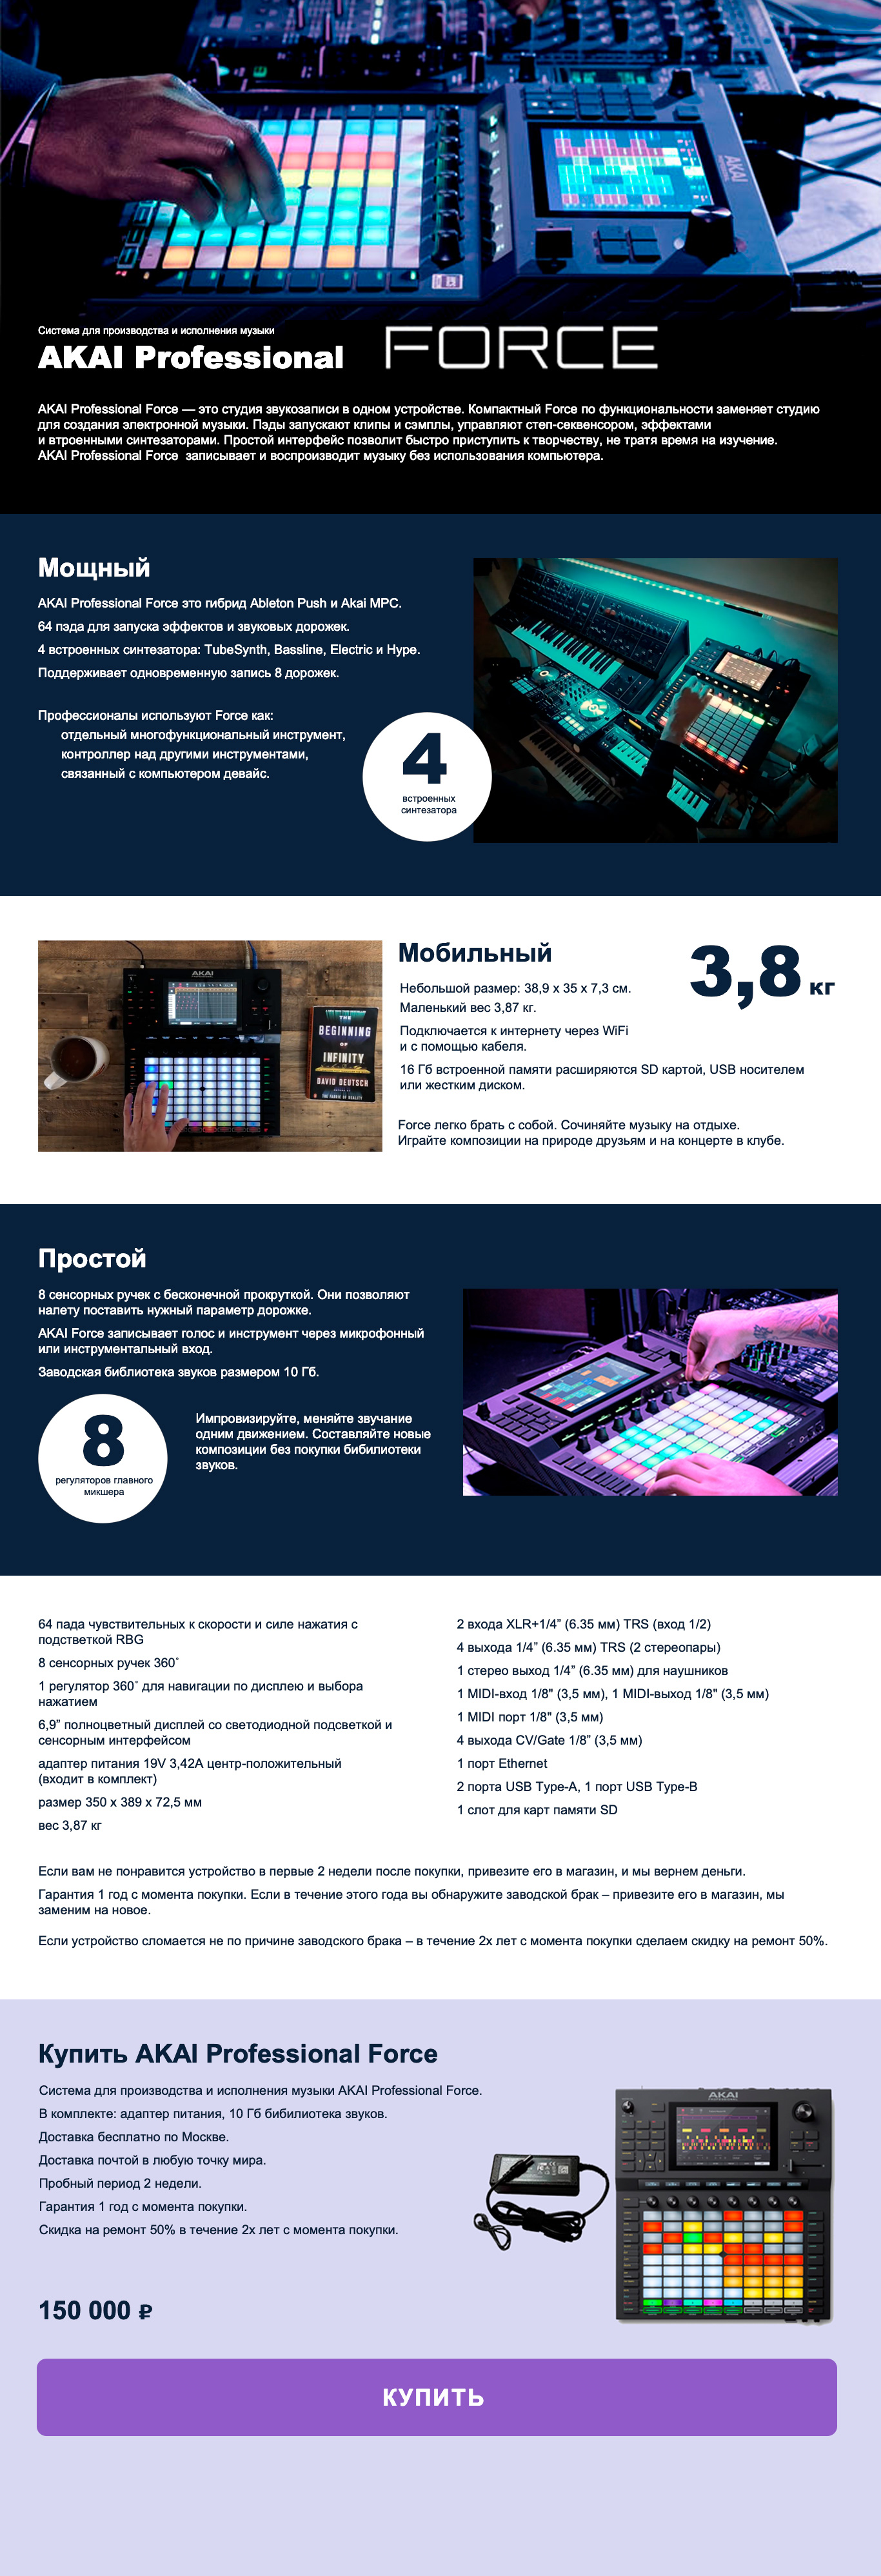 Система для производства и исполнения музыки
AKAI Professional FORCE
AKAI Professional Force — это студия звукозаписи в одном устройстве. Компактный Force по функциональности заменяет студию
для создания электронной музыки. Пэды запускают клипы и сэмплы, управляют степ-секвенсором, эффектами
и втроенными синтезаторами. Простой интерфейс позволит быстро приступить к творчеству, не тратя время на изучение.
AKAI Professional Force  записывает и воспроизводит музыку без использования компьютера.
Мощный
AKAI Professional Force это гибрид Ableton Push и Akai MPC.
64 пэда для запуска эффектов и звуковых дорожек.
4 встроенных синтезатора: TubeSynth, Bassline, Electric и Hype.
Поддерживает одновременную запись 8 дорожек.
Профессионалы используют Force как:
отдельный многофункциональный инструмент,
контроллер над другими инструментами,
связанный с компьютером девайс.
4
встроенных
синтезатора
AKAI
THE
BEGINNING
OF
INFINITY
DAVID DEUTSCH
THE FABRIC OF REALITY
Мобильный
3,8 кг
Небольшой размер: 38,9 х 35 х 7,3 см.
Маленький вес 3,87 кг.
Подключается к интернету через WiFi
и с помощью кабеля.
16 Гб встроенной памяти расширяются SD картой, USB носителем
или жестким диском.
Force легко брать с собой. Сочиняйте музыку на отдыхе.
Играйте композиции на природе друзьям и на концерте в клубе.
Простой
8 сенсорных ручек с бесконечной прокруткой. Они позволяют
налету поставить нужный параметр дорожке.
AKAI Force записывает голос и инструмент через микрофонный
или инструментальный вход.
Заводская библиотека звуков размером 10 Гб.
8
регуляторов главного
микшера
Импровизируйте, меняйте звучание
одним движением. Составляйте новые
композиции без покупки бибилиотеки
звуков.
AKAI
64 пада чувствительных к скорости и силе нажатия с
подстветкой RBG
8 сенсорных ручек 360˚
1 регулятор 360˚ для навигации по дисплею и выбора
нажатием
6,9” полноцветный дисплей со светодиодной подсветкой и
сенсорным интерфейсом
адаптер питания 19V 3,42A центр-положительный
(входит в комплект)
размер 350 х 389 х 72,5 мм
вес 3,87 кг
2 входа XLR+1/4” (6.35 мм) TRS (вход 1/2)
4 выхода 1/4” (6.35 мм) TRS (2 стереопары)
1 стерео выход 1/4” (6.35 мм) для наушников
1 MIDI-вход 1/8" (3,5 мм), 1 MIDI-выход 1/8" (3,5 мм)
1 MIDI порт 1/8" (3,5 мм)
4 выхода CV/Gate 1/8” (3,5 мм)
1 порт Ethernet
2 порта USB Type-A, 1 порт USB Type-B
1 слот для карт памяти SD
Если вам не понравится устройство в первые 2 недели после покупки, привезите его в магазин, и мы вернем деньги.
Гарантия 1 год с момента покупки. Если в течение этого года вы обнаружите заводской брак – привезите его в магазин, мы
заменим на новое.
Если устройство сломается не по причине заводского брака – в течение 2х лет с момента покупки сделаем скидку на ремонт 50%.
Купить AKAI Professional Force
Система для производства и исполнения музыки AKAI Professional Force.
В комплекте: адаптер питания, 10 Гб бибилиотека звуков.
Доставка бесплатно по Москве.
Доставка почтой в любую точку мира.
Пробный период 2 недели.
Гарантия 1 год с момента покупки.
Скидка на ремонт 50% в течение 2х лет с момента покупки.
AKAI
150 000 ₽
КУПИТЬ